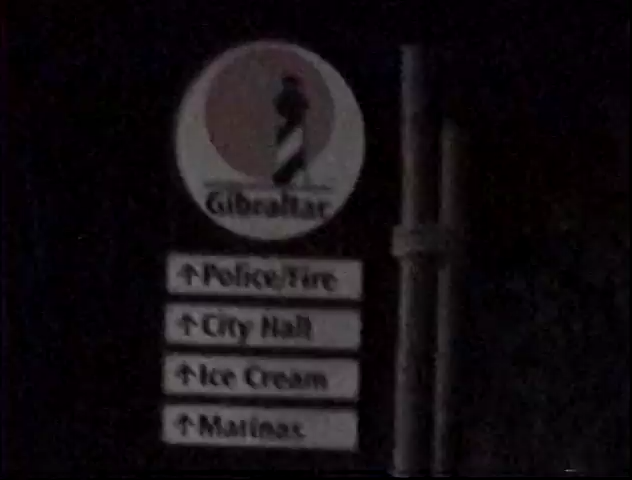 Gibraltar
↑ Police/Fire
↑ City Hall
↑ Ice Cream
↑ Marinas